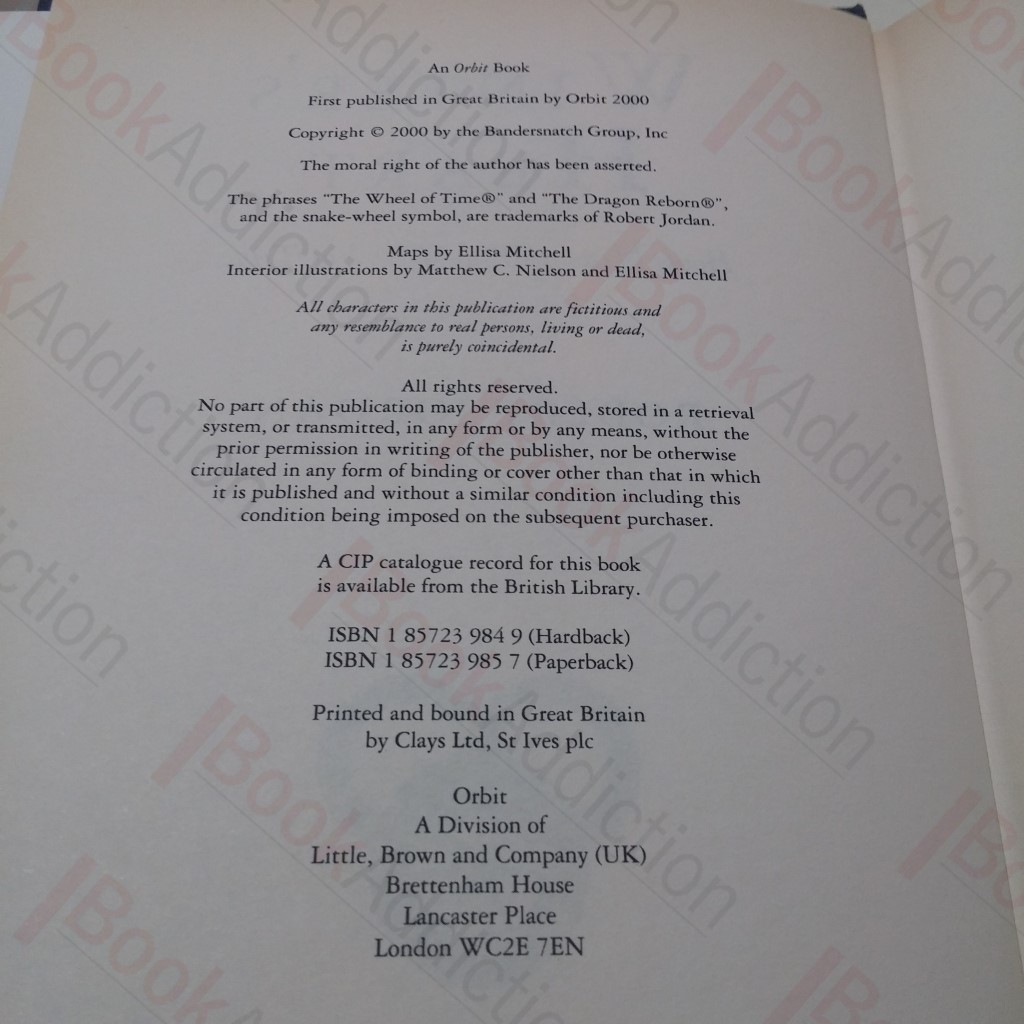 An Orbit Book
First published in Great Britain by Orbit 2000
Copyright © 2000 by the Bandersnatch Group, Inc
The moral right of the author has been asserted.
The phrases "The Wheel of Time®" and "The Dragon Reborn®",
and the snake-wheel symbol, are trademarks of Robert Jordan.
Maps by Ellisa Mitchell
Interior illustrations by Matthew C. Nielson and Ellisa Mitchell
All characters in this publication are fictitious and
any resemblance to real persons, living or dead,
is purely coincidental.
All rights reserved.
No part of this publication may be reproduced, stored in a retrieval
system, or transmitted, in any form or by any means, without the
prior permission in writing of the publisher, nor be otherwise
circulated in any form of binding or cover other than that in which
it is published and without a similar condition including this
condition being imposed on the subsequent purchaser.
A CIP catalogue record for this book
is available from the British Library.
ISBN 1 85723 984 9 (Hardback)
ISBN 1 85723 985 7 (Paperback)
Printed and bound in Great Britain
by Clays Ltd, St Ives plc
Orbit
A Division of
Little, Brown and Company (UK)
Brettenham House
Lancaster Place
London WC2E 7EN
BookAddiction
BookAddiction
BookAddiction
BookAddiction
BookAddiction
BookAddiction